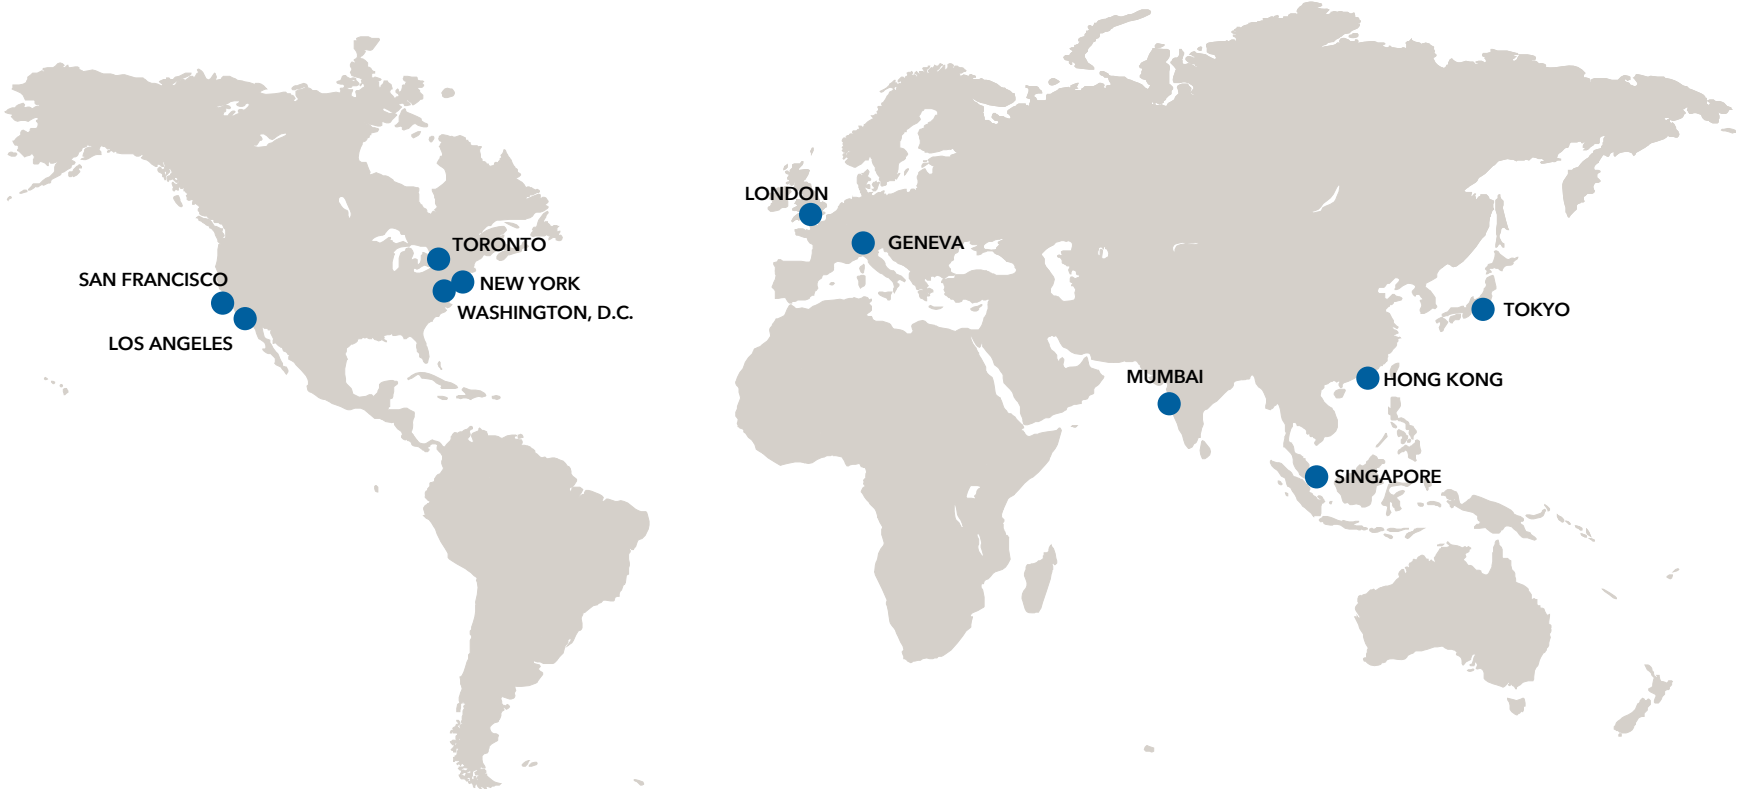 LONDON
TORONTO
GENEVA
SAN FRANCISCO
NEW YORK
WASHINGTON, D.C.
TOKYO
LOS ANGELES
MUMBAI
HONG KONG
SINGAPORE